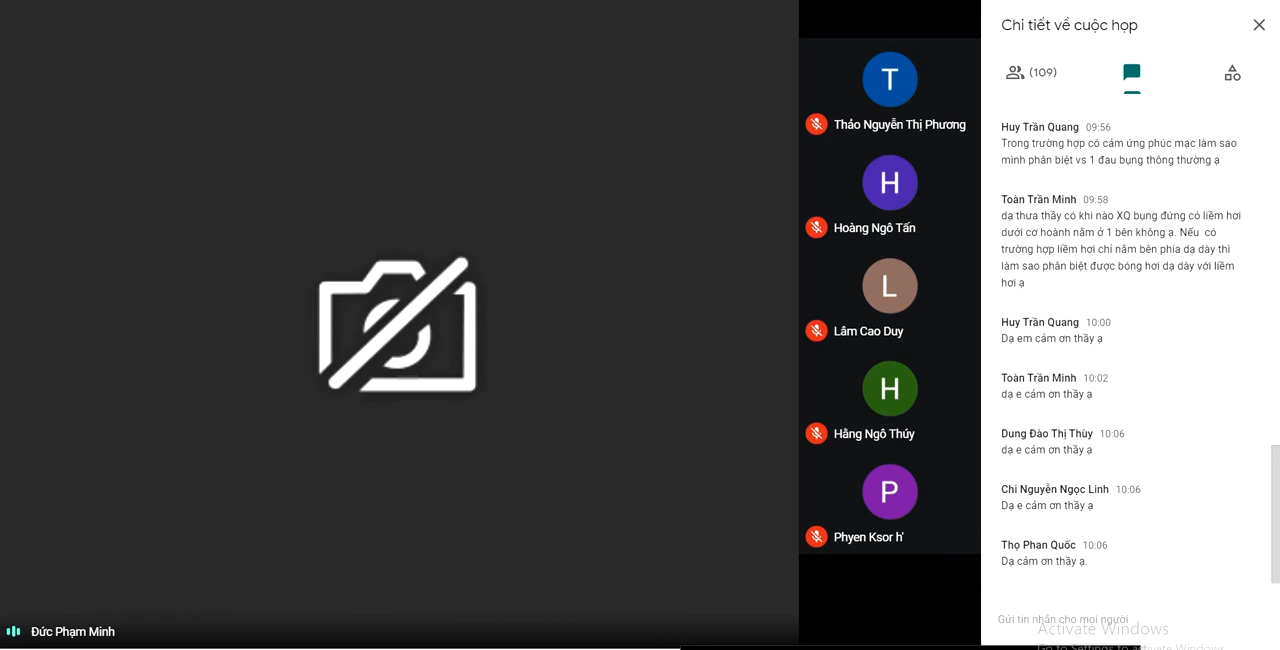 Đức Phạm Minh
T
Thảo Nguyễn Thị Phương
H
Hoàng Ngô Tấn
L
Lâm Cao Duy
H
Hằng Ngô Thúy
P
Phyen Ksor h'
Chi tiết về cuộc họp
(109)
Huy Trần Quang 09:56
Trong trường hợp có cảm ứng phúc mạc làm sao
mình phân biệt vs 1 đau bụng thông thường ạ
Toàn Trần Minh 09:58
dạ thưa thầy có khi nào XQ bụng đứng có liềm hơi
dưới cơ hoành nằm ở 1 bên không ạ. Nếu có
trường hợp liềm hơi chỉ nằm bên phía dạ dày thì
làm sao phân biệt được bóng hơi dạ dày với liềm
hơi ạ
Huy Trần Quang 10:00
Dạ em cảm ơn thầy ạ
Toàn Trần Minh 10:02
dạ e cảm ơn thầy ạ
Dung Đào Thị Thùy 10:06
dạ e cảm ơn thầy ạ
Chi Nguyễn Ngọc Linh 10:06
Dạ e cảm ơn thầy ạ
Thọ Phan Quốc 10:06
Dạ cảm ơn thầy ạ.
Gửi tin nhắn cho mọi người
Activate Windows
Go to Settings to activate Windows.